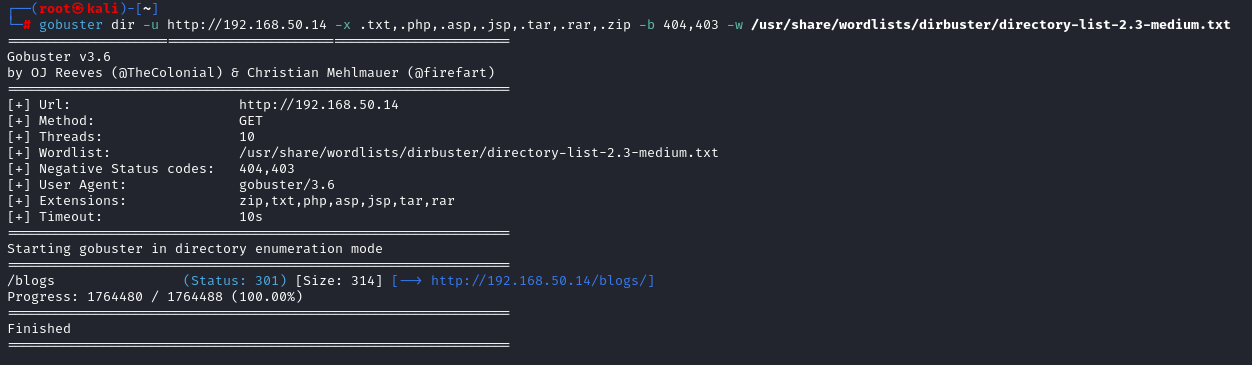 ┌──(root㉿kali)-[~]
└─# gobuster dir -u http://192.168.50.14 -x .txt,.php,.asp,.jsp,.tar,.rar,.zip -b 404,403 -w /usr/share/wordlists/dirbuster/directory-list-2.3-medium.txt
===============================================================
Gobuster v3.6
by OJ Reeves (@TheColonial) & Christian Mehlmauer (@firefart)
===============================================================
[+] Url:                     http://192.168.50.14
[+] Method:                  GET
[+] Threads:                 10
[+] Wordlist:                /usr/share/wordlists/dirbuster/directory-list-2.3-medium.txt
[+] Negative Status codes:   404,403
[+] User Agent:              gobuster/3.6
[+] Extensions:              zip,txt,php,asp,jsp,tar,rar
[+] Timeout:                 10s
===============================================================
Starting gobuster in directory enumeration mode
===============================================================
/blogs                (Status: 301) [Size: 314] [--> http://192.168.50.14/blogs/]
Progress: 1764480 / 1764488 (100.00%)
===============================================================
Finished
===============================================================